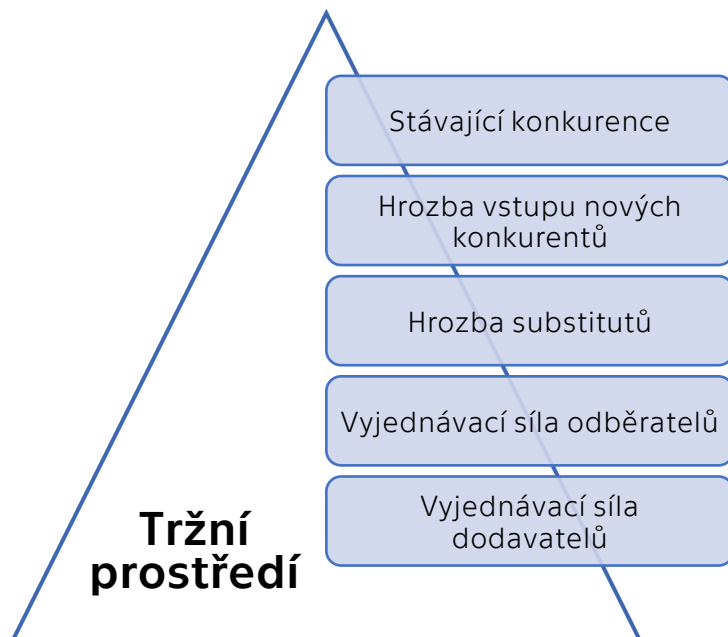 Stávající konkurence
Hrozba vstupu nových
konkurentů
Hrozba substitutů
Vyjednávací síla odběratelů
Vyjednávací síla
dodavatelů
Tržní
prostředí